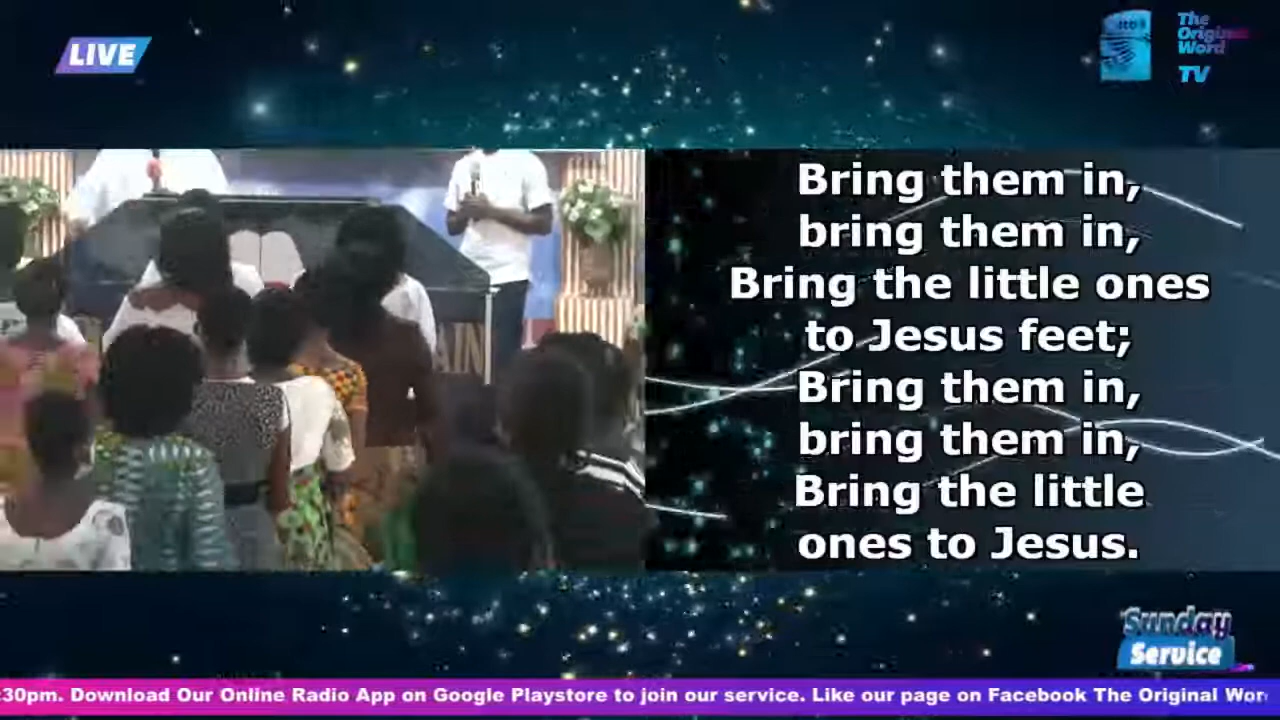 LIVE
The
Original
Word
TV
Bring them in,
bring them in,
Bring the little ones
to Jesus feet;
Bring them in,
bring them in,
Bring the little
ones to Jesus.
AIN
Sunday
Service
:30pm. Download Our Online Radio App on Google Playstore to join our service. Like our page on Facebook The Original Wor